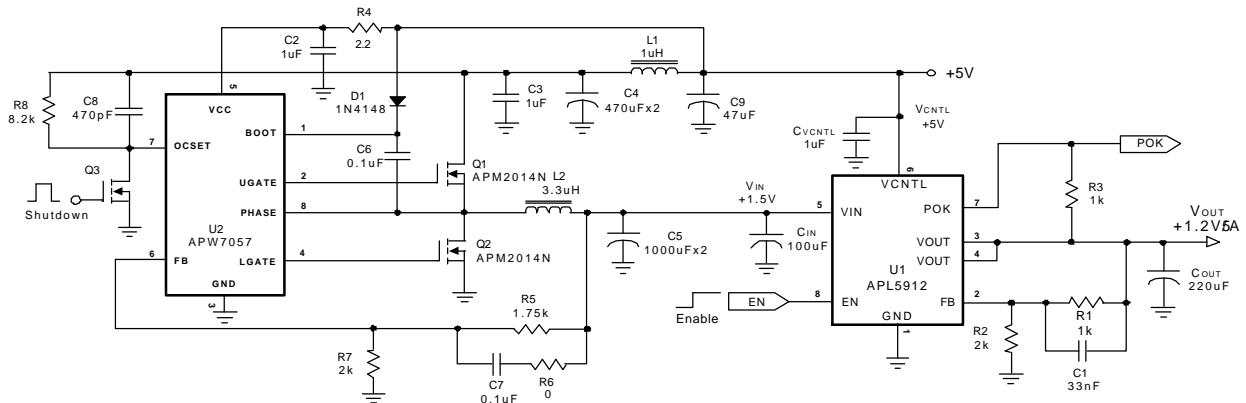 R4
2.2
C2
1uF
L1
1uH
+5V
R8
8.2k
C8
470pF
5
VCC
D1
1N4148
C3
1uF
C4
470uFx2
C9
47uF
VCNTL
+5V
CVCNTL
1uF
POK
BOOT
1
7
OCSET
C6
0.1uF
Q3
Shutdown
UGATE
2
Q1
APM2014N
L2
3.3uH
6
VCNTL
R3
1k
PHASE
8
VIN
+1.5V
5
VIN
POK
7
U2
APW7057
C5
1000uFx2
CIN
100uF
VOUT
3
VOUT
4
VOUT
6
FB
LGATE
4
Q2
APM2014N
U1
APL5912
COUT
220uF
GND
3
EN
Enable
8
EN
FB
2
R5
1.75k
GND
1
R2
2k
R1
1k
R7
2k
C7
0.1uF
R6
0
C1
33nF